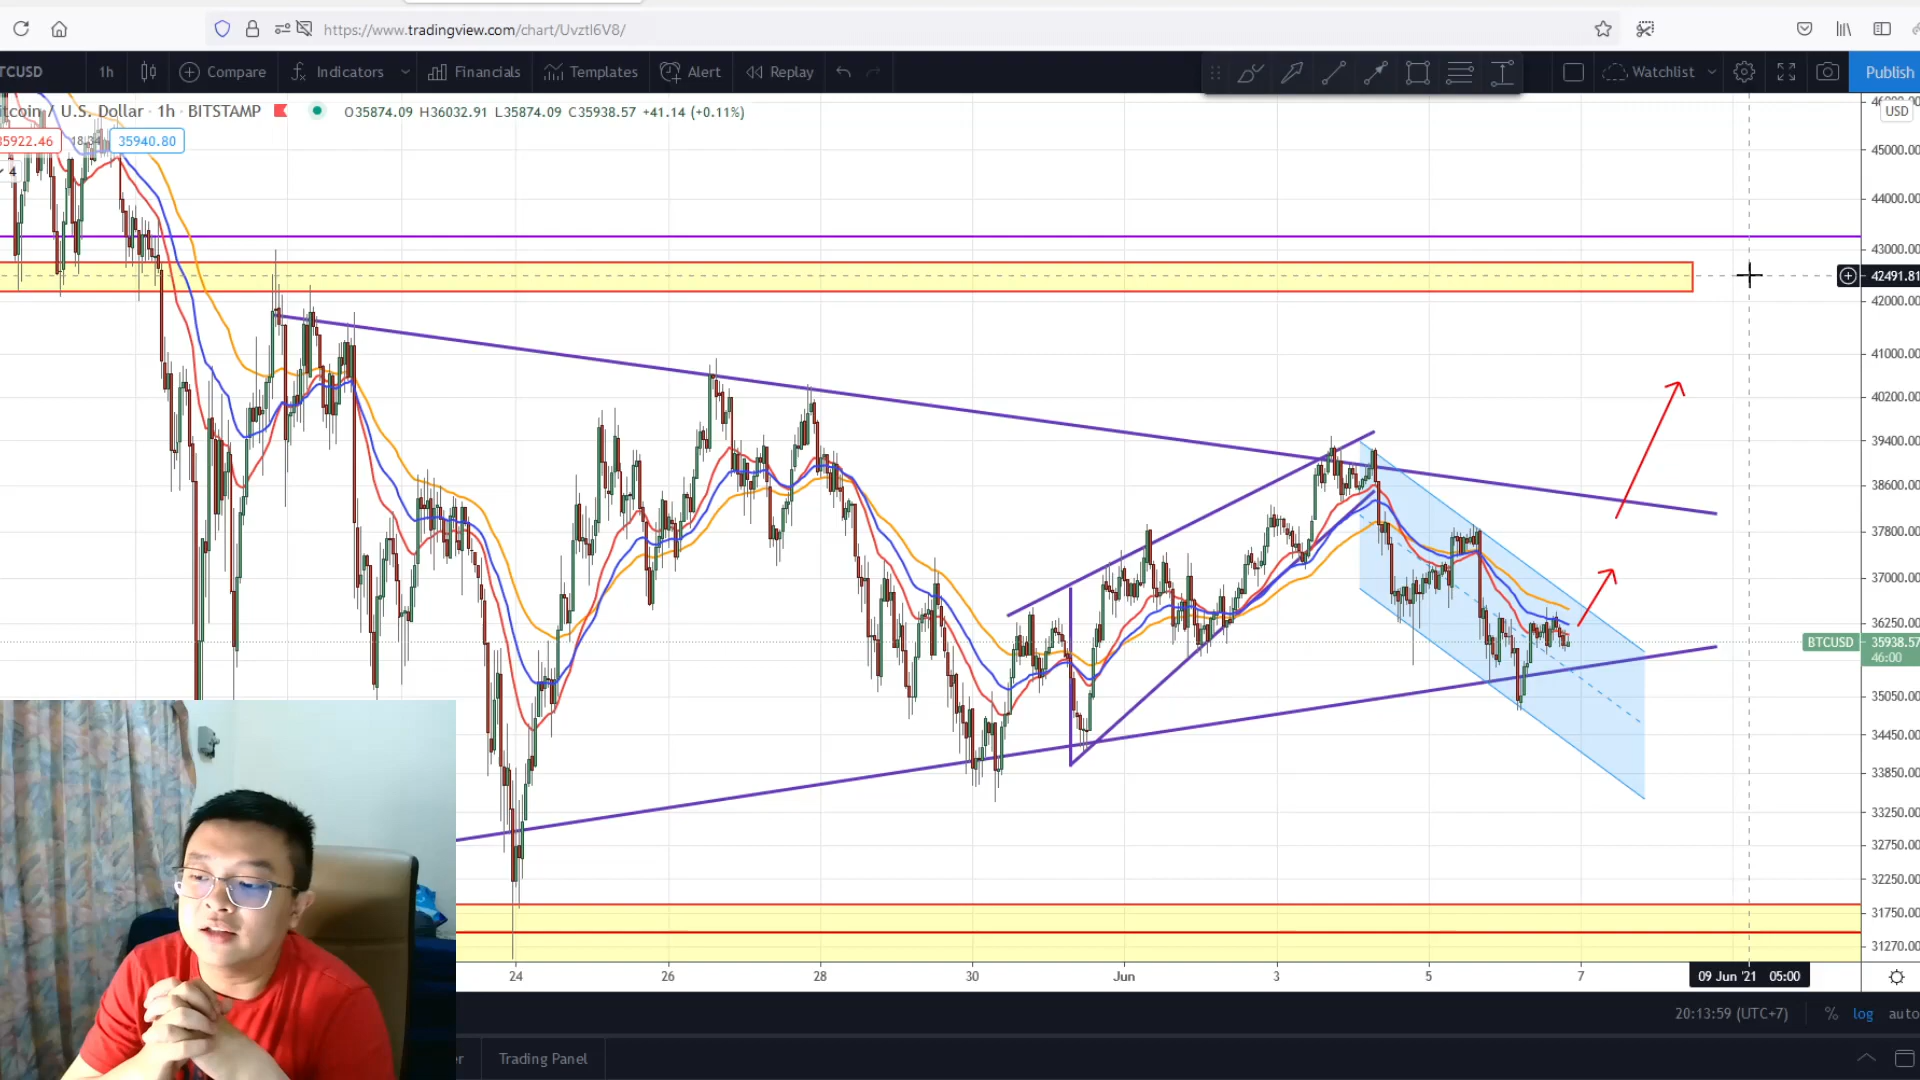 https://www.tradingview.com/chart/UvztI6V8/
TCUSD 1h Compare Indicators Financials Templates Alert Replay Watchlist Publish
tcoin / U.S. Dollar · 1h · BITSTAMP O35874.09 H36032.91 L35874.09 C35938.57 +41.14 (+0.11%)
35922.46 18.34 35940.80
4
USD
45000.00
44000.00
43000.00
42491.81
42000.00
41000.00
40200.00
39400.00
38600.00
37800.00
37000.00
36250.00
BTCUSD 35938.57
46:00
35050.00
34450.00
33850.00
33250.00
32750.00
32250.00
31750.00
31270.00
24 26 28 30 Jun 3 5 7 09 Jun '21 05:00
20:13:59 (UTC+7) % log auto
er Trading Panel